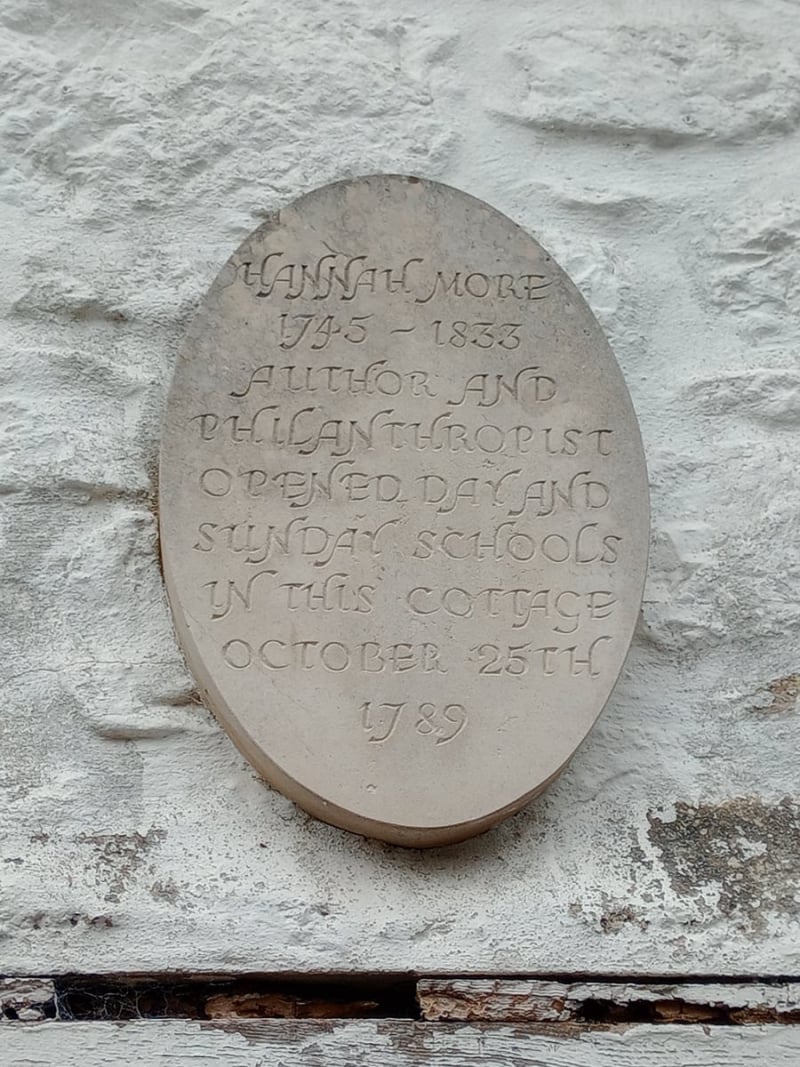 HANNAH MORE
1745 – 1833
AUTHOR AND
PHILANTHROPIST
OPENED DAY AND
SUNDAY SCHOOLS
IN THIS COTTAGE
OCTOBER 25TH
1789